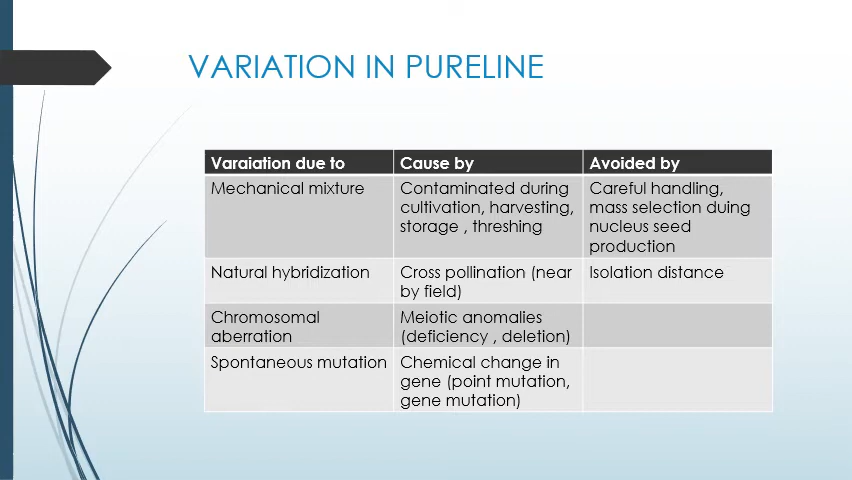 VARIATION IN PURELINE
Varaiation due to
Cause by
Avoided by
Mechanical mixture
Contaminated during
cultivation, harvesting,
storage , threshing
Careful handling,
mass selection duing
nucleus seed
production
Natural hybridization
Cross pollination (near
by field)
Isolation distance
Chromosomal
aberration
Meiotic anomalies
(deficiency , deletion)
Spontaneous mutation
Chemical change in
gene (point mutation,
gene mutation)